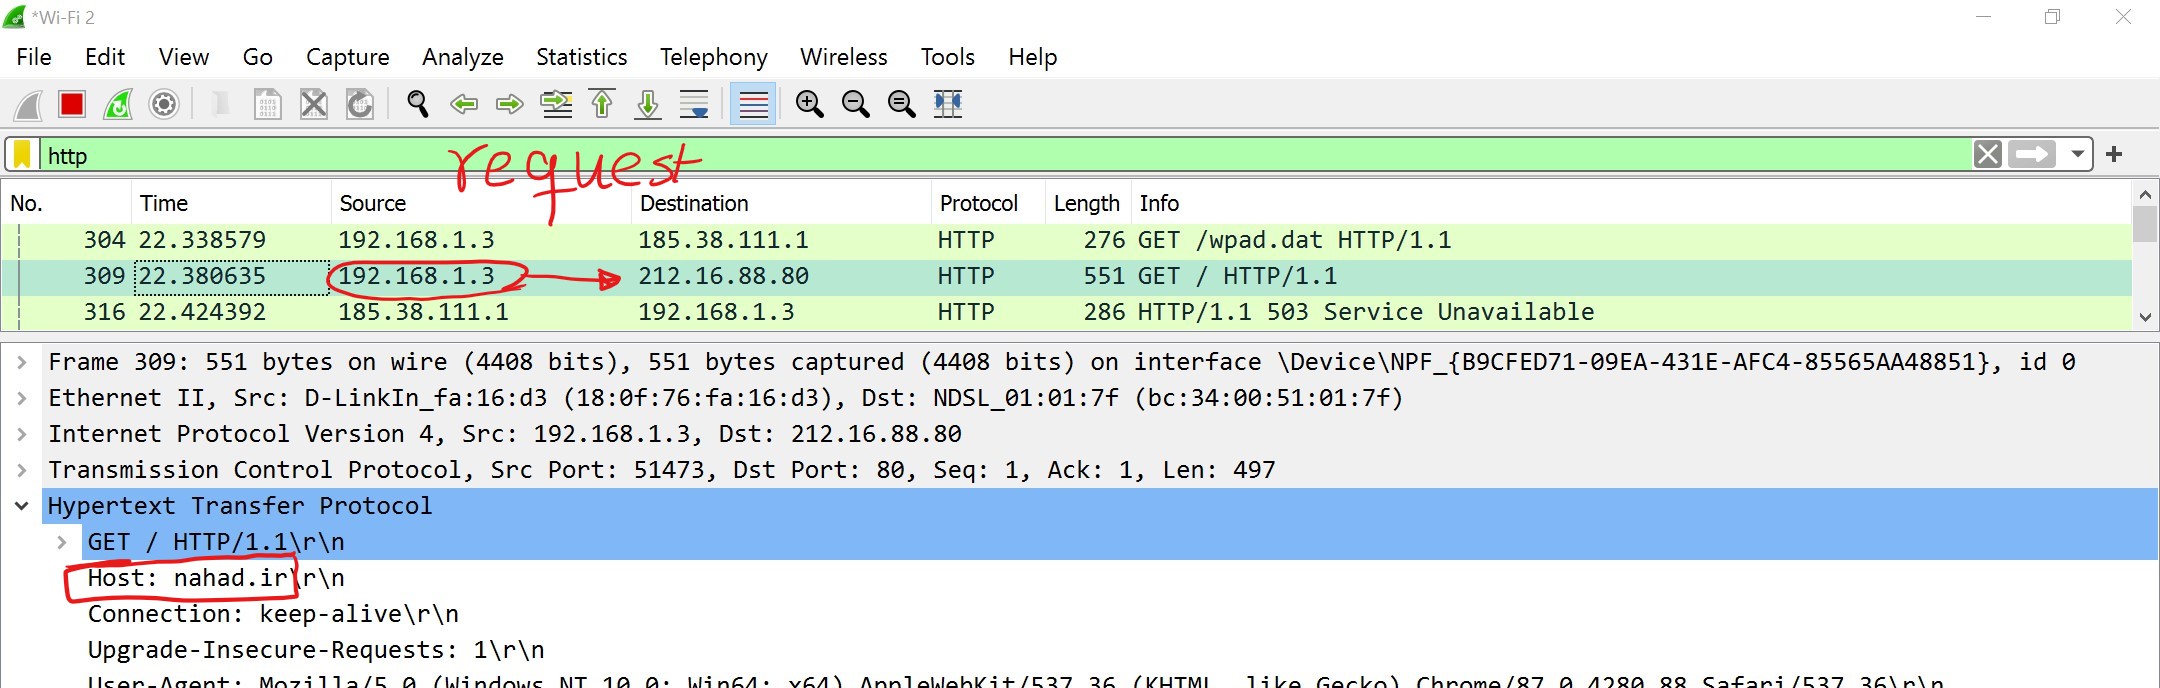 *Wi-Fi 2
File Edit View Go Capture Analyze Statistics Telephony Wireless Tools Help
http
request
No. Time Source Destination Protocol Length Info
304 22.338579 192.168.1.3 185.38.111.1 HTTP 276 GET /wpad.dat HTTP/1.1
309 22.380635 192.168.1.3 212.16.88.80 HTTP 551 GET / HTTP/1.1
316 22.424392 185.38.111.1 192.168.1.3 HTTP 286 HTTP/1.1 503 Service Unavailable
Frame 309: 551 bytes on wire (4408 bits), 551 bytes captured (4408 bits) on interface \Device\NPF_{B9CFED71-09EA-431E-AFC4-85565AA48851}, id 0
Ethernet II, Src: D-LinkIn_fa:16:d3 (18:0f:76:fa:16:d3), Dst: NDSL_01:01:7f (bc:34:00:51:01:7f)
Internet Protocol Version 4, Src: 192.168.1.3, Dst: 212.16.88.80
Transmission Control Protocol, Src Port: 51473, Dst Port: 80, Seq: 1, Ack: 1, Len: 497
Hypertext Transfer Protocol
GET / HTTP/1.1\r\n
Host: nahad.ir\r\n
Connection: keep-alive\r\n
Upgrade-Insecure-Requests: 1\r\n
User-Agent: Mozilla/5.0 (Windows NT 10.0; Win64; x64) AppleWebKit/537.36 (KHTML, like Gecko) Chrome/87.0.4280.88 Safari/537.36\r\n